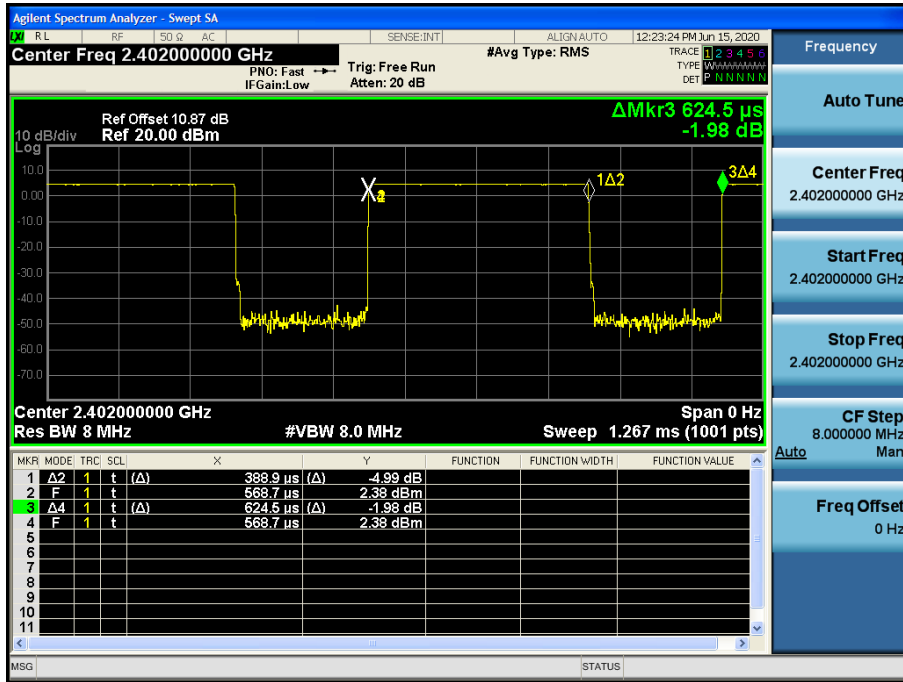 Agilent Spectrum Analyzer - Swept SA
LXI RL RF 50 Ω AC SENSE:INT ALIGN AUTO 12:23:24 PM Jun 15, 2020
Center Freq 2.402000000 GHz #Avg Type: RMS TRACE 1 2 3 4 5 6
PNO: Fast Trig: Free Run TYPE W
IFGain:Low Atten: 20 dB DET P N N N N N
ΔMkr3 624.5 µs
-1.98 dB
Ref Offset 10.87 dB
10 dB/div Ref 20.00 dBm
Log
10.0
0.00
-10.0
-20.0
-30.0
-40.0
-50.0
-60.0
-70.0
1Δ2
3Δ4
Center 2.402000000 GHz Span 0 Hz
Res BW 8 MHz #VBW 8.0 MHz Sweep 1.267 ms (1001 pts)
MKR MODE TRC SCL X Y FUNCTION FUNCTION WIDTH FUNCTION VALUE
1 Δ2 1 t (Δ) 388.9 µs (Δ) -4.99 dB
2 F 1 t 568.7 µs 2.38 dBm
3 Δ4 1 t (Δ) 624.5 µs (Δ) -1.98 dB
4 F 1 t 568.7 µs 2.38 dBm
5
6
7
8
9
10
11
MSG STATUS
Frequency
Auto Tune
Center Freq
2.402000000 GHz
Start Freq
2.402000000 GHz
Stop Freq
2.402000000 GHz
CF Step
8.000000 MHz
Auto Man
Freq Offset
0 Hz